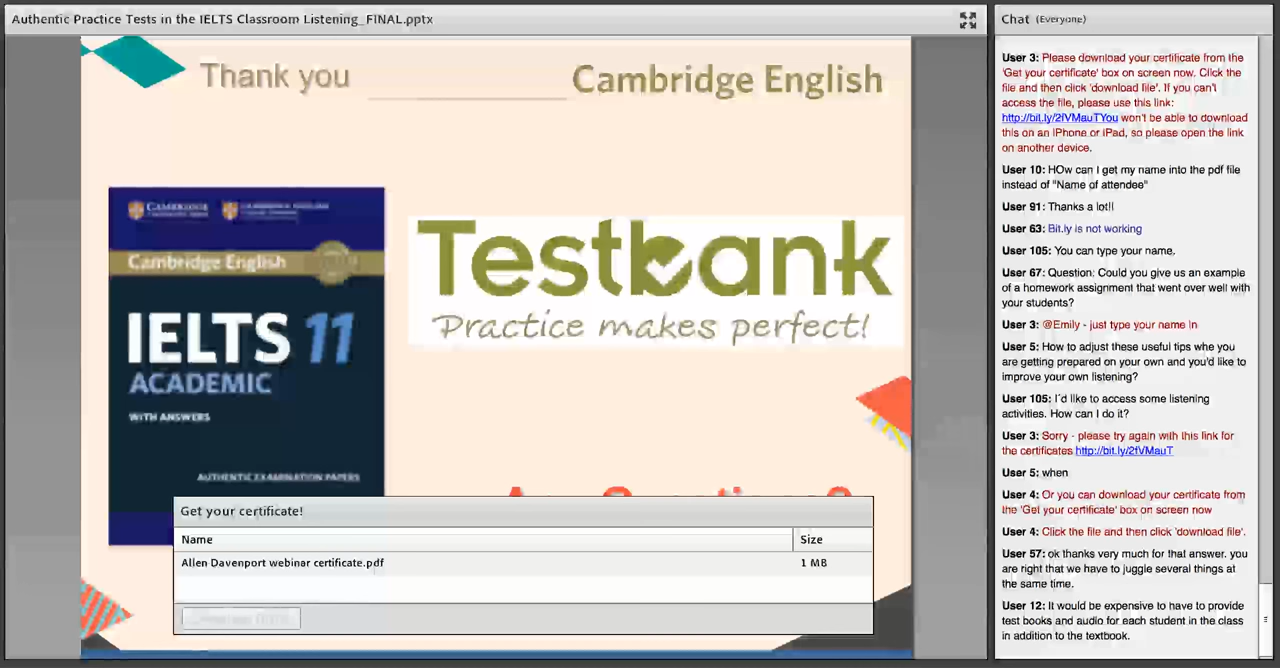 Authentic Practice Tests in the IELTS Classroom Listening_FINAL.pptx
Thank you
Cambridge English
CAMBRIDGE
Cambridge English
IELTS 11
ACADEMIC
WITH ANSWERS
AUTHENTIC EXAMINATION PAPERS
Testbank
Practice makes perfect!
Get your certificate!
Name Size
Allen Davenport webinar certificate.pdf 1 MB
Chat (Everyone)
User 3: Please download your certificate from the
'Get your certificate' box on screen now. Click the
file and then click 'download file'. If you can't
access the file, please use this link:
http://bit.ly/2fVMauTYou won't be able to download
this on an iPhone or iPad, so please open the link
on another device.
User 10: HOw can I get my name into the pdf file
instead of "Name of attendee"
User 91: Thanks a lot!!
User 63: Bit.ly is not working
User 105: You can type your name.
User 67: Question: Could you give us an example
of a homework assignment that went over well with
your students?
User 3: @Emily - just type your name in
User 5: How to adjust these useful tips whe you
are getting prepared on your own and you'd like to
improve your own listening?
User 105: I´d like to access some listening
activities. How can I do it?
User 3: Sorry - please try again with this link for
the certificates http://bit.ly/2fVMauT
User 5: when
User 4: Or you can download your certificate from
the 'Get your certificate' box on screen now
User 4: Click the file and then click 'download file'.
User 57: ok thanks very much for that answer. you
are right that we have to juggle several things at
the same time.
User 12: It would be expensive to have to provide
test books and audio for each student in the class
in addition to the textbook.